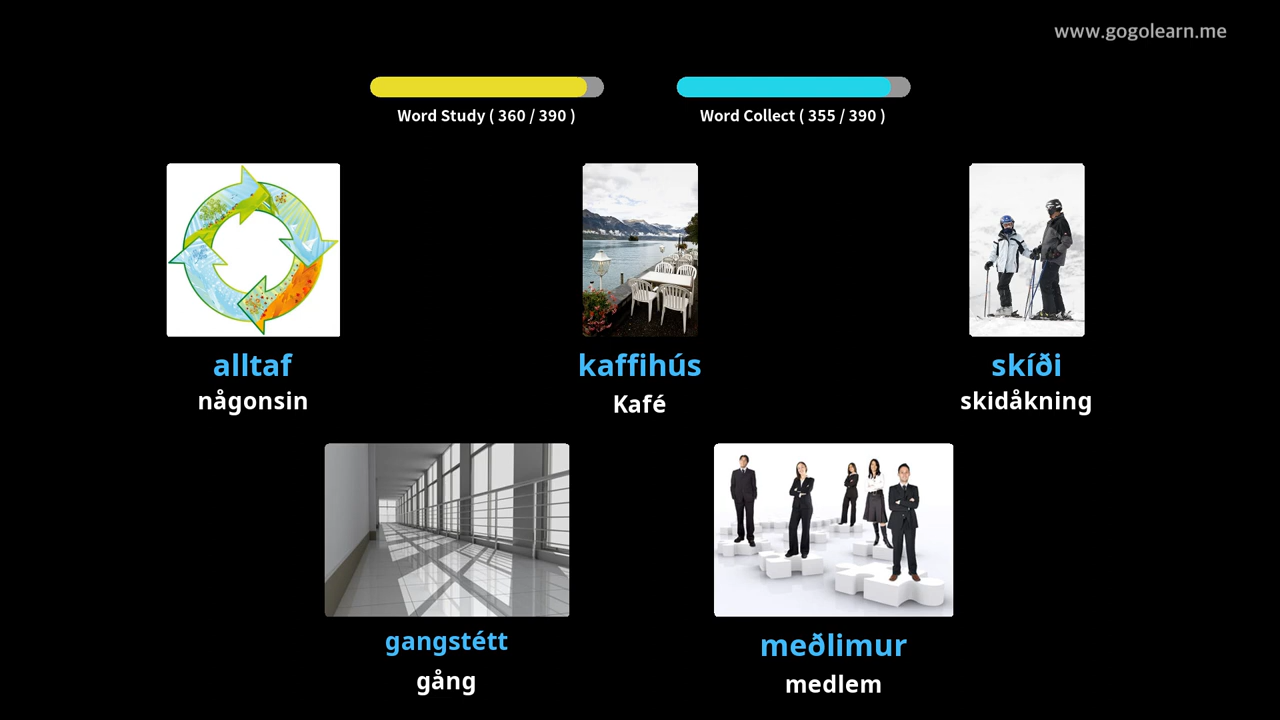 www.gogolearn.me
Word Study ( 360 / 390 )
Word Collect ( 355 / 390 )
alltaf
någonsin
kaffihús
Kafé
skíði
skidåkning
gangstétt
gång
meðlimur
medlem